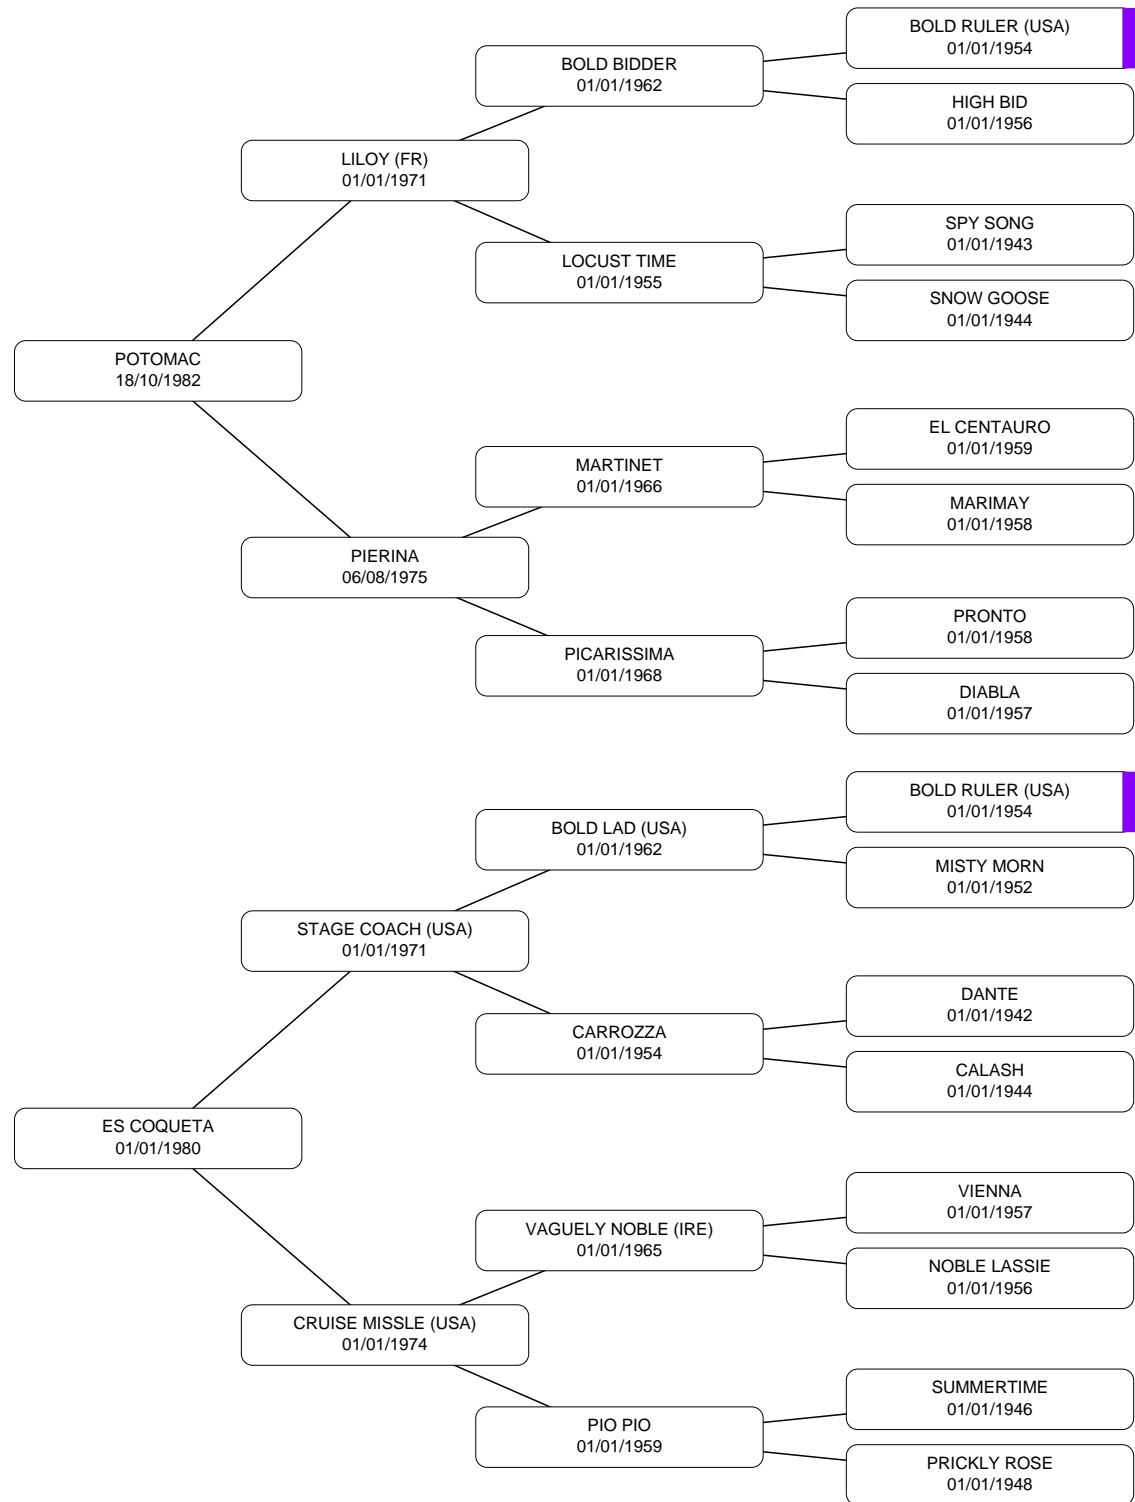 BOLD RULER (USA)
01/01/1954
BOLD BIDDER
01/01/1962
HIGH BID
01/01/1956
LILOY (FR)
01/01/1971
SPY SONG
01/01/1943
LOCUST TIME
01/01/1955
SNOW GOOSE
01/01/1944
POTOMAC
18/10/1982
EL CENTAURO
01/01/1959
MARTINET
01/01/1966
MARIMAY
01/01/1958
PIERINA
06/08/1975
PRONTO
01/01/1958
PICARISSIMA
01/01/1968
DIABLA
01/01/1957
BOLD RULER (USA)
01/01/1954
BOLD LAD (USA)
01/01/1962
MISTY MORN
01/01/1952
STAGE COACH (USA)
01/01/1971
DANTE
01/01/1942
CARROZZA
01/01/1954
CALASH
01/01/1944
ES COQUETA
01/01/1980
VIENNA
01/01/1957
VAGUELY NOBLE (IRE)
01/01/1965
NOBLE LASSIE
01/01/1956
CRUISE MISSLE (USA)
01/01/1974
SUMMERTIME
01/01/1946
PIO PIO
01/01/1959
PRICKLY ROSE
01/01/1948